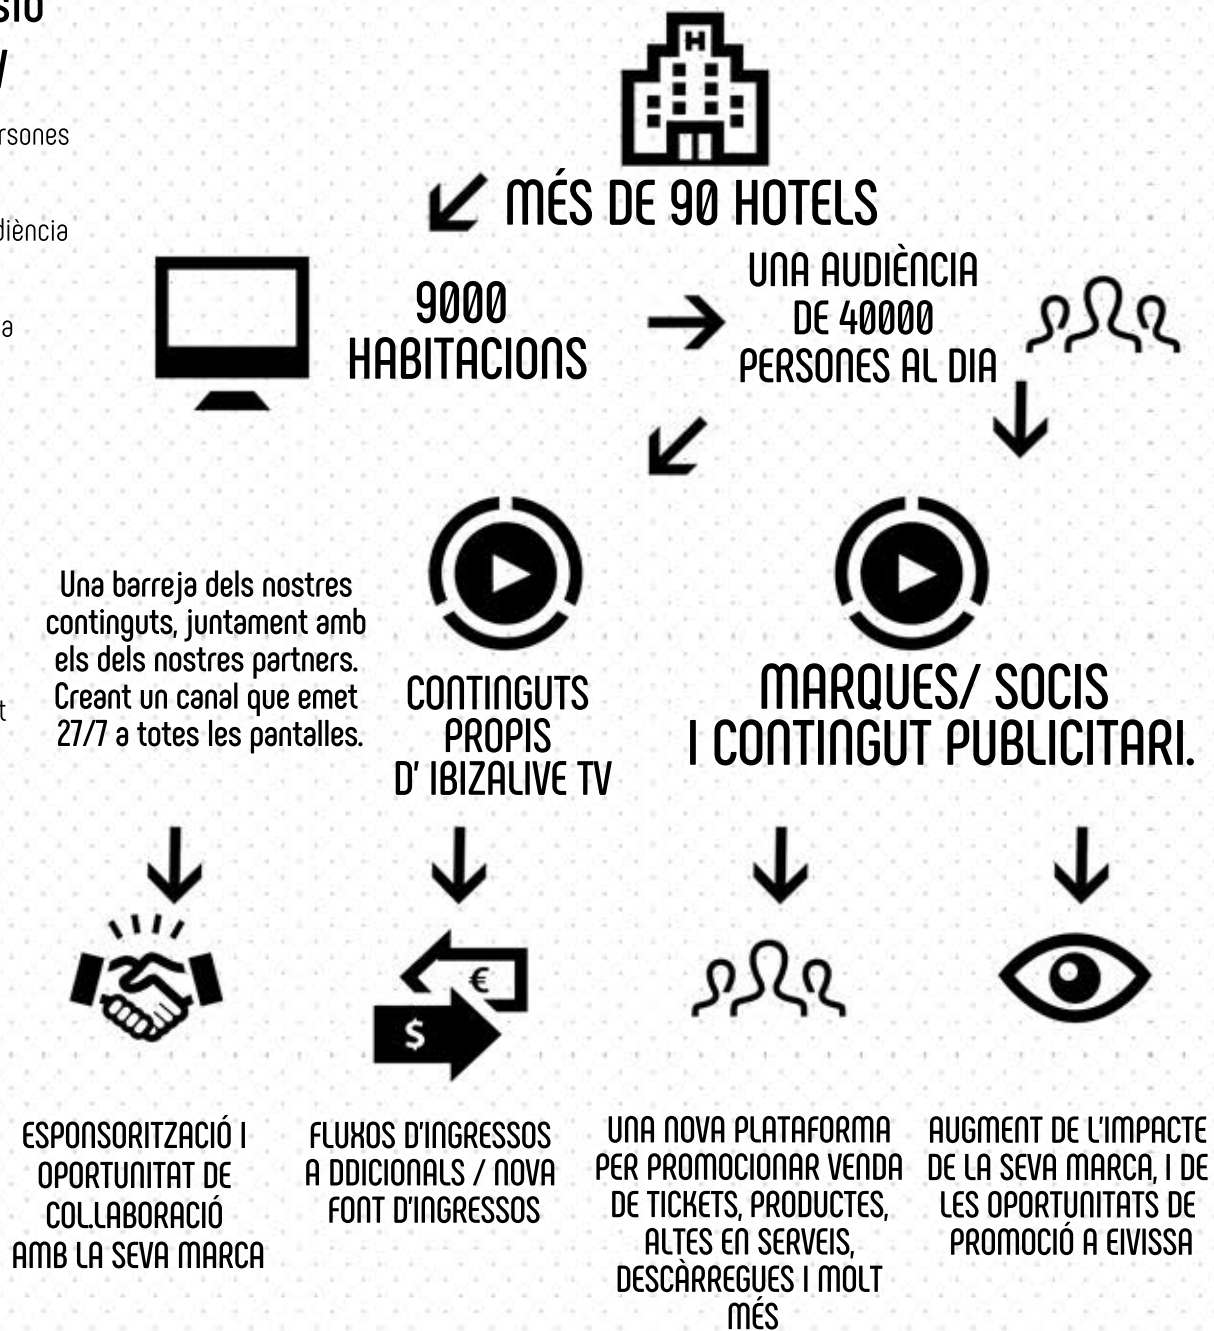 H
MÉS DE 90 HOTELS
9000
HABITACIONS
UNA AUDIÈNCIA
DE 40000
PERSONES AL DIA
Una barreja dels nostres
continguts, juntament amb
els dels nostres partners.
Creant un canal que emet
27/7 a totes les pantalles.
CONTINGUTS
PROPIS
D' IBIZALIVE TV
MARQUES/ SOCIS
I CONTINGUT PUBLICITARI.
€
$
ESPONSORITZACIÓ I
OPORTUNITAT DE
COL.LABORACIÓ
AMB LA SEVA MARCA
FLUXOS D'INGRESSOS
A DDICIONALS / NOVA
FONT D'INGRESSOS
UNA NOVA PLATAFORMA
PER PROMOCIONAR VENDA
DE TICKETS, PRODUCTES,
ALTES EN SERVEIS,
DESCÀRREGUES I MOLT
MÉS
AUGMENT DE L'IMPACTE
DE LA SEVA MARCA, I DE
LES OPORTUNITATS DE
PROMOCIÓ A EIVISSA